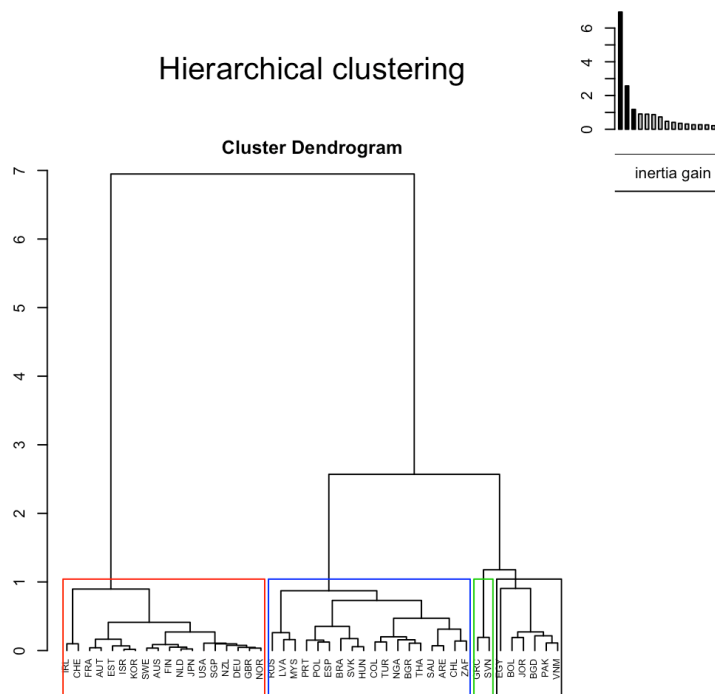 Hierarchical clustering
6
4
2
0
inertia gain
Cluster Dendrogram
7
6
5
4
3
2
1
0
IRL
CHE
FRA
AUT
EST
ISR
KOR
SWE
AUS
FIN
NLD
JPN
USA
SGP
NZL
DEU
GBR
NOR
RUS
LVA
MYS
PRT
POL
ESP
BRA
SVK
HUN
COL
TUR
NGA
BGR
THA
SAU
ARE
CHL
ZAF
GRC
SVN
EGY
BOL
JOR
BGD
PAK
VNM